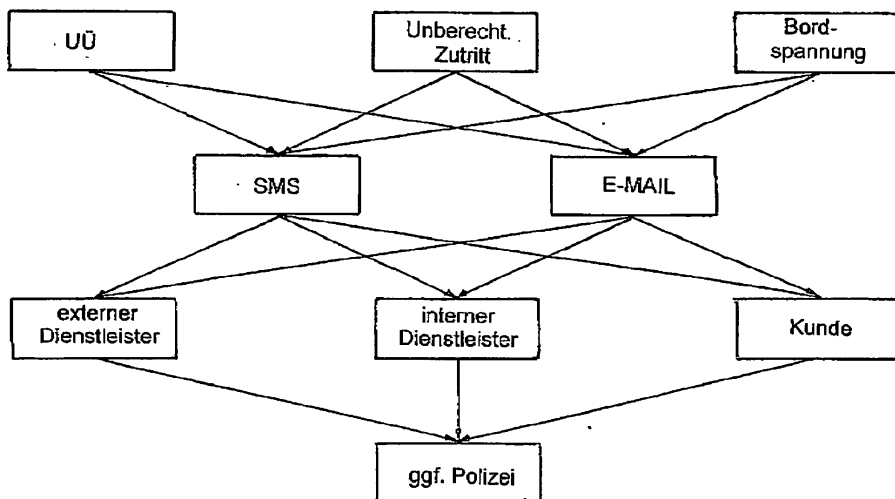 UÜ
Unberecht.
Zutritt
Bord-
spannung
SMS
E-MAIL
externer
Dienstleister
interner
Dienstleister
Kunde
ggf. Polizei